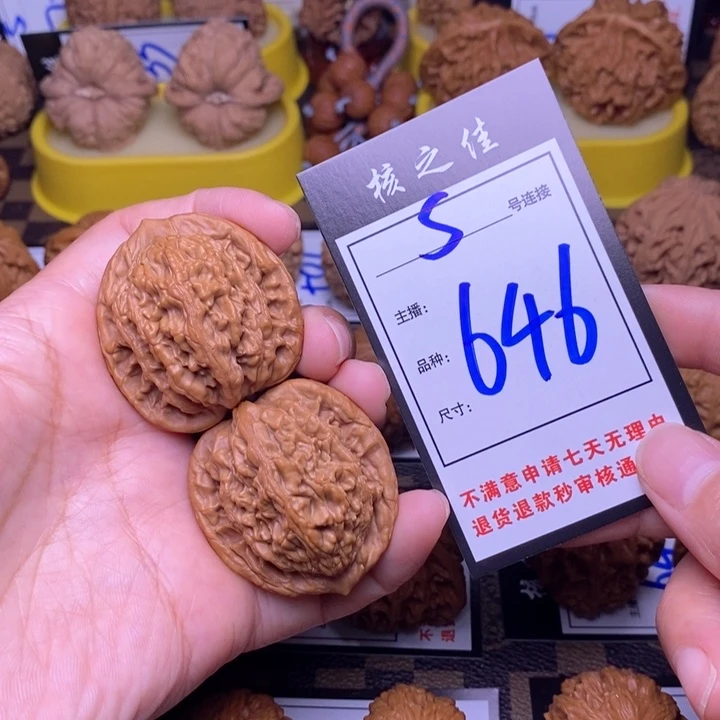 核之佳
S 号连接
主播：
品种：
646
尺寸：
不满意申请七天无理由
退货退款秒审核通